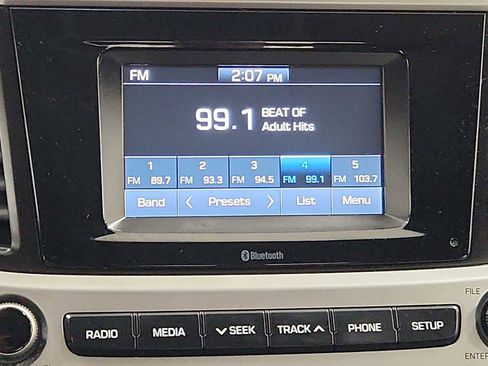 FM 2:07 PM
99.1 BEAT OF
Adult Hits
1 2 3 4 5
FM 89.7 FM 93.3 FM 94.5 FM 99.1 FM 103.7
Band < Presets > List Menu
Bluetooth
FILE
RADIO MEDIA SEEK TRACK PHONE SETUP
ENTER